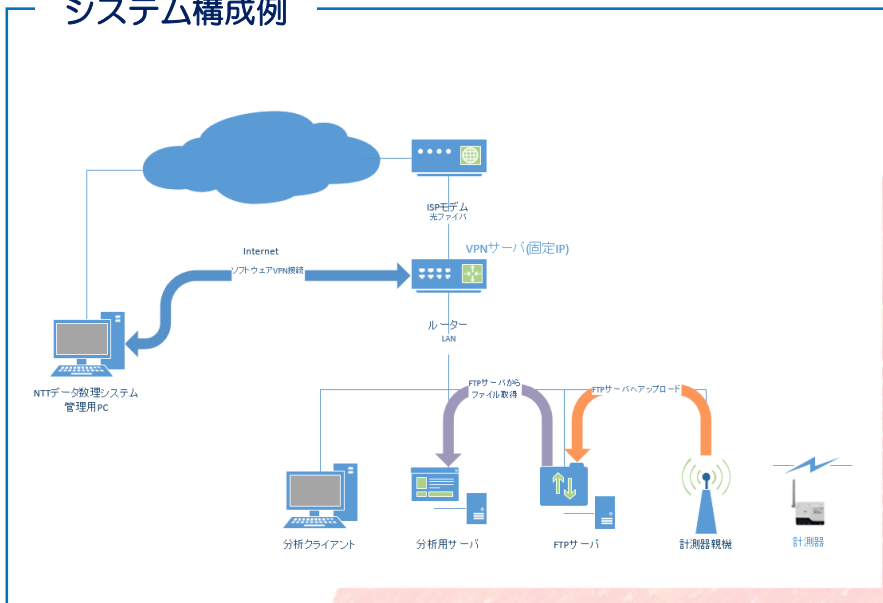 システム構成例
ISPモデム
光ファイバ
VPNサーバ(固定IP)
Internet
ソフトウェアVPN接続
ルーター
LAN
NTTデータ数理システム
管理用PC
FTPサーバから
ファイル取得
FTPサーバへアップロード
分析クライアント
分析用サーバ
FTPサーバ
計測器親機
計測器